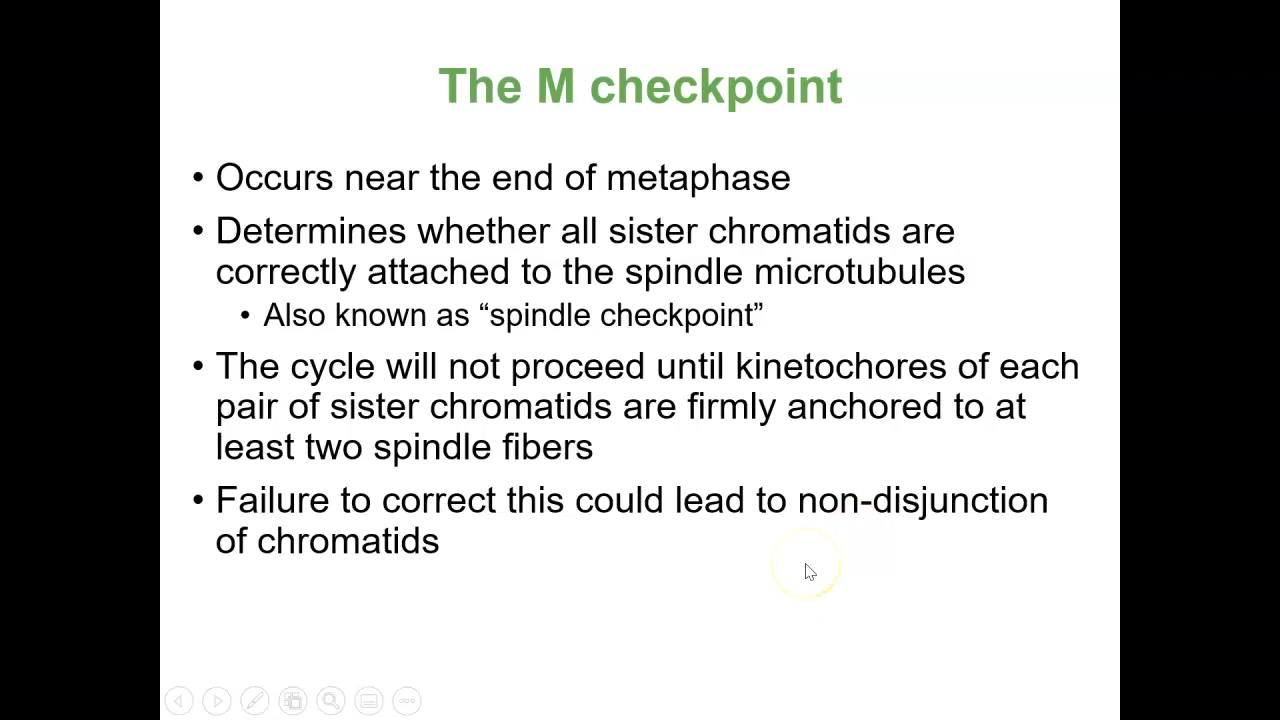 The M checkpoint
• Occurs near the end of metaphase
• Determines whether all sister chromatids are
correctly attached to the spindle microtubules
• Also known as “spindle checkpoint”
• The cycle will not proceed until kinetochores of each
pair of sister chromatids are firmly anchored to at
least two spindle fibers
• Failure to correct this could lead to non-disjunction
of chromatids